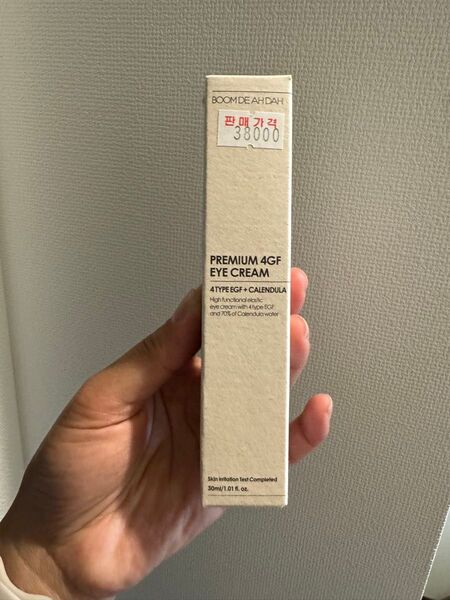 BOOM DE AH DAH
판매가격
38000
PREMIUM 4GF
EYE CREAM
4 TYPE EGF + CALENDULA
High functional elastic
eye cream with 4 type EGF
and 70% of Calendula water
Skin Irritation Test Completed
30ml/1.01 fl. oz.